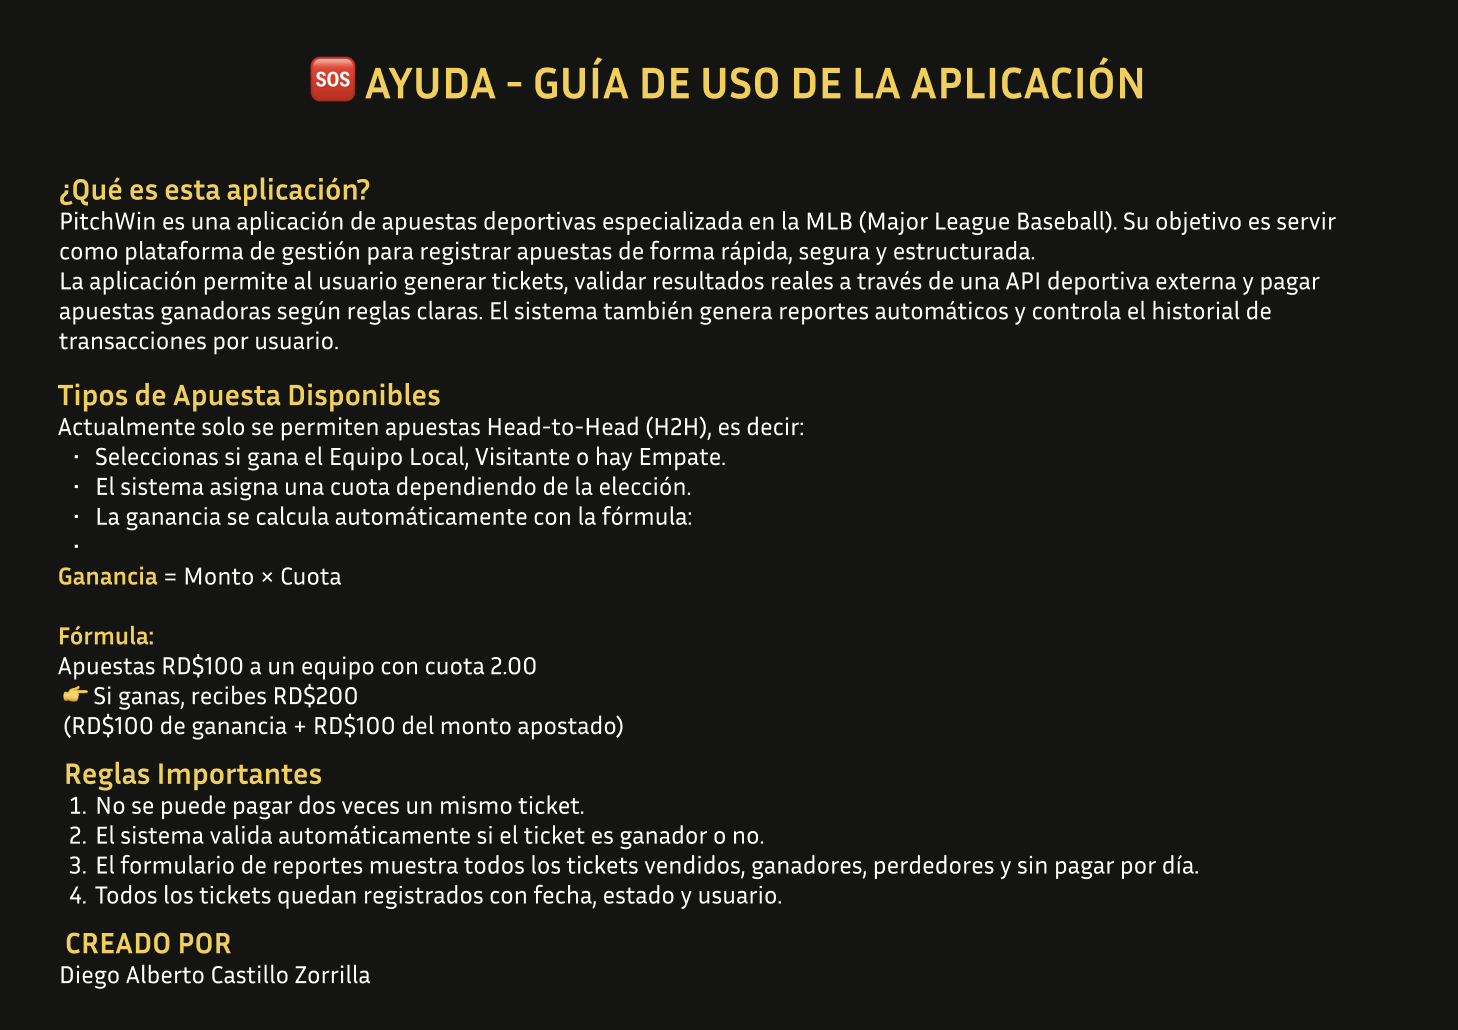 🆘 AYUDA - GUÍA DE USO DE LA APLICACIÓN
¿Qué es esta aplicación?
PitchWin es una aplicación de apuestas deportivas especializada en la MLB (Major League Baseball). Su objetivo es servir
como plataforma de gestión para registrar apuestas de forma rápida, segura y estructurada.
La aplicación permite al usuario generar tickets, validar resultados reales a través de una API deportiva externa y pagar
apuestas ganadoras según reglas claras. El sistema también genera reportes automáticos y controla el historial de
transacciones por usuario.
Tipos de Apuesta Disponibles
Actualmente solo se permiten apuestas Head-to-Head (H2H), es decir:
· Seleccionas si gana el Equipo Local, Visitante o hay Empate.
· El sistema asigna una cuota dependiendo de la elección.
· La ganancia se calcula automáticamente con la fórmula:
·
Ganancia = Monto × Cuota
Fórmula:
Apuestas RD$100 a un equipo con cuota 2.00
👉 Si ganas, recibes RD$200
(RD$100 de ganancia + RD$100 del monto apostado)
Reglas Importantes
1. No se puede pagar dos veces un mismo ticket.
2. El sistema valida automáticamente si el ticket es ganador o no.
3. El formulario de reportes muestra todos los tickets vendidos, ganadores, perdedores y sin pagar por día.
4. Todos los tickets quedan registrados con fecha, estado y usuario.
CREADO POR
Diego Alberto Castillo Zorrilla